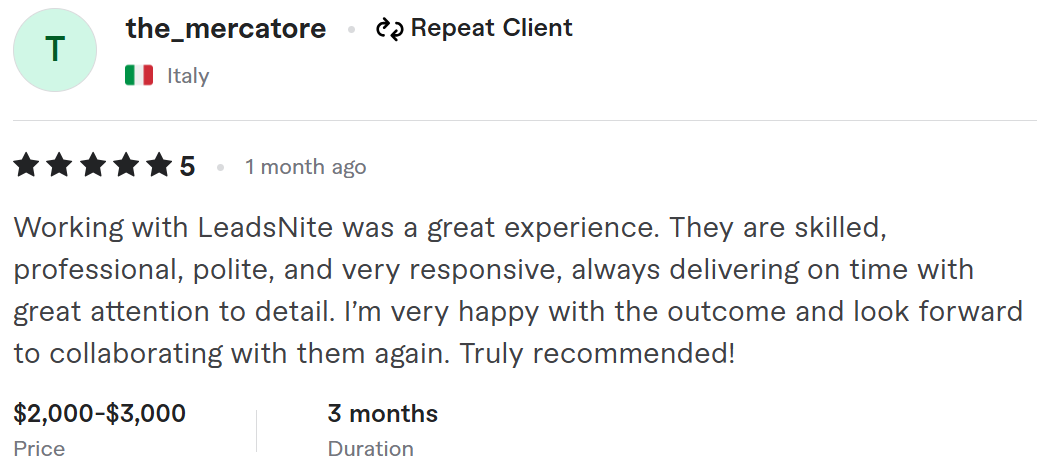 T
the_mercatore • Repeat Client
Italy
★★★★★ 5 • 1 month ago
Working with LeadsNite was a great experience. They are skilled,
professional, polite, and very responsive, always delivering on time with
great attention to detail. I’m very happy with the outcome and look forward
to collaborating with them again. Truly recommended!
$2,000-$3,000
Price
3 months
Duration